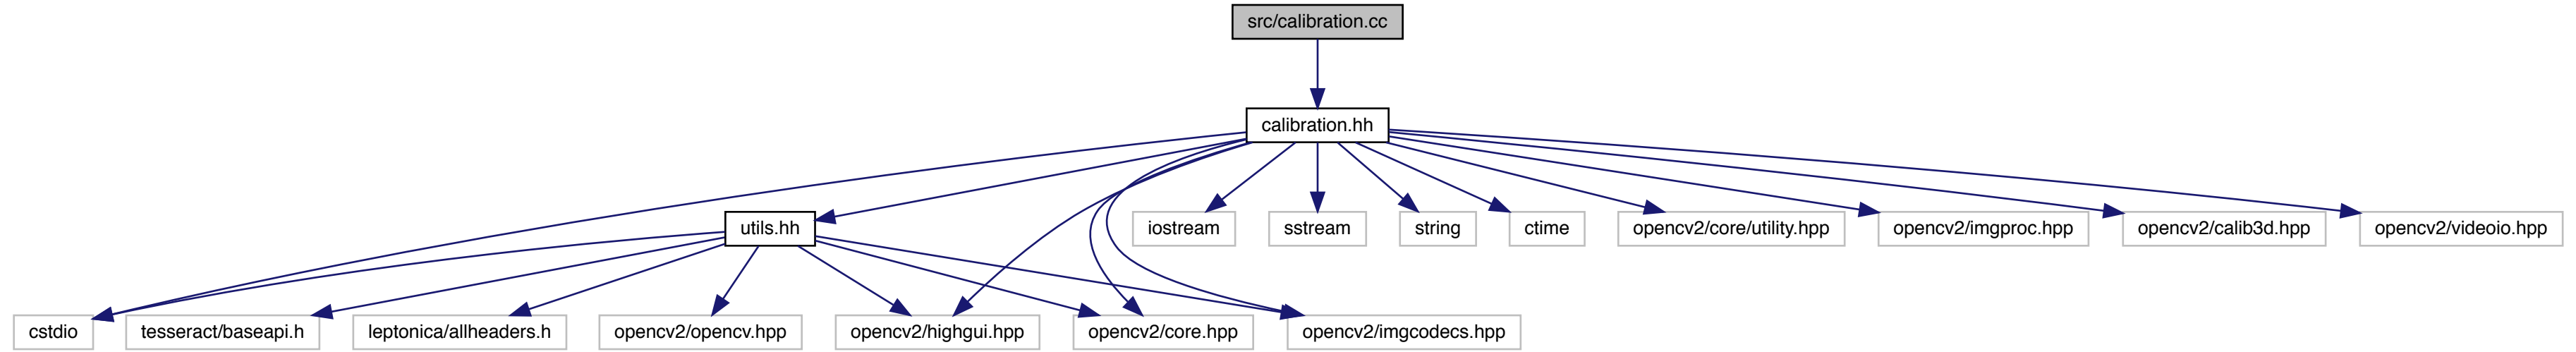 src/calibration.cc
calibration.hh
utils.hh
iostream
sstream
string
ctime
opencv2/core/utility.hpp
opencv2/imgproc.hpp
opencv2/calib3d.hpp
opencv2/videoio.hpp
cstdio
tesseract/baseapi.h
leptonica/allheaders.h
opencv2/opencv.hpp
opencv2/highgui.hpp
opencv2/core.hpp
opencv2/imgcodecs.hpp